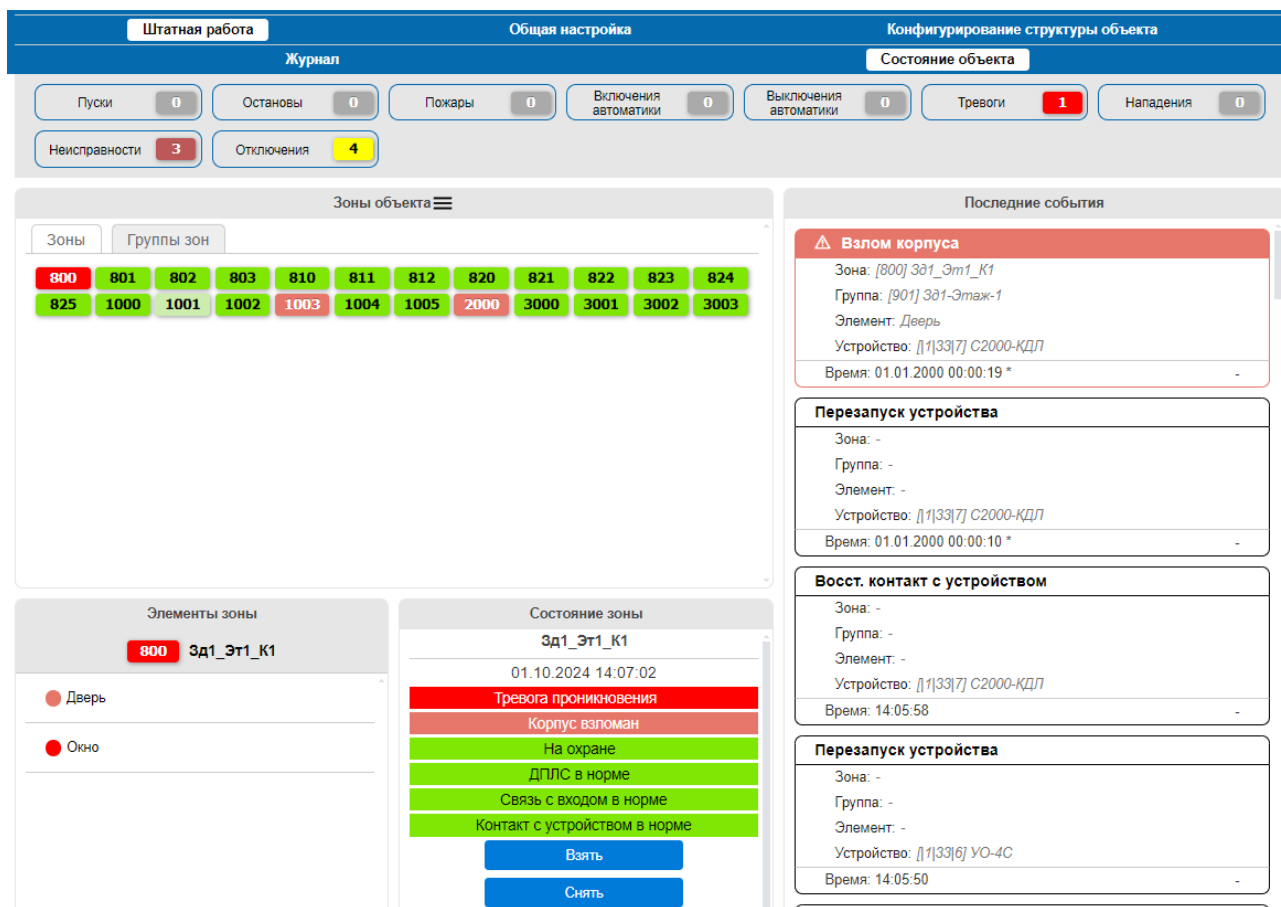 Штатная работа Общая настройка Конфигурирование структуры объекта
Журнал Состояние объекта
Пуски 0 Остановы 0 Пожары 0 Включения автоматики 0 Выключения автоматики 0 Тревоги 1 Нападения 0
Неисправности 3 Отключения 4
Зоны объекта
Зоны Группы зон
800 801 802 803 810 811 812 820 821 822 823 824
825 1000 1001 1002 1003 1004 1005 2000 3000 3001 3002 3003
Элементы зоны
800 Зд1_Эт1_К1
Дверь
Окно
Состояние зоны
Зд1_Эт1_К1
01.10.2024 14:07:02
Тревога проникновения
Корпус взломан
На охране
ДПЛС в норме
Связь с входом в норме
Контакт с устройством в норме
Взять
Снять
Последние события
Взлом корпуса
Зона: [800] Зд1_Эт1_К1
Группа: [901] Зд1-Этаж-1
Элемент: Дверь
Устройство: [|1|33|7] С2000-КДЛ
Время: 01.01.2000 00:00:19 * -
Перезапуск устройства
Зона: -
Группа: -
Элемент: -
Устройство: [|1|33|7] С2000-КДЛ
Время: 01.01.2000 00:00:10 * -
Восст. контакт с устройством
Зона: -
Группа: -
Элемент: -
Устройство: [|1|33|7] С2000-КДЛ
Время: 14:05:58 -
Перезапуск устройства
Зона: -
Группа: -
Элемент: -
Устройство: [|1|33|6] УО-4С
Время: 14:05:50 -